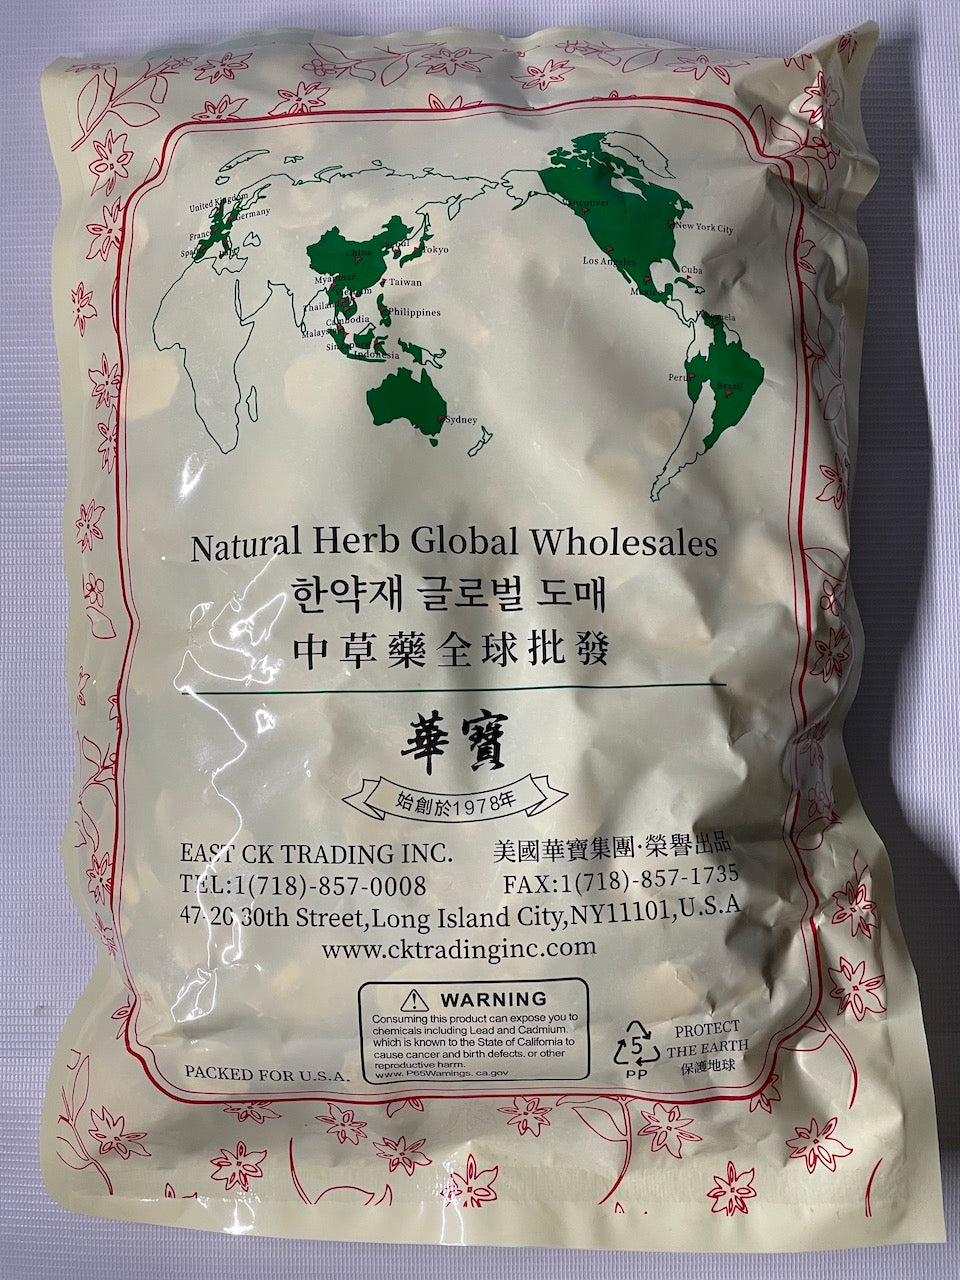 United Kingdom
Germany
France
Spain
Italy
China
Seoul
Tokyo
Myanmar
Taiwan
Vietnam
Thailand
Philippines
Cambodia
Malaysia
Singapore
Indonesia
Sydney
Vancouver
New York City
Los Angeles
Cuba
Mexico
Venezuela
Peru
Brazil
Natural Herb Global Wholesales
한약재 글로벌 도매
中草藥全球批發
華寶
始創於1978年
EAST CK TRADING INC. 美國華寶集團·榮譽出品
TEL:1(718)-857-0008 FAX:1(718)-857-1735
47-20 30th Street,Long Island City,NY11101,U.S.A
www.cktradinginc.com
WARNING
Consuming this product can expose you to
chemicals including Lead and Cadmium.
which is known to the State of California to
cause cancer and birth defects. or other
reproductive harm.
www. P65Warnings. ca.gov
PACKED FOR U.S.A.
5
PP
PROTECT
THE EARTH
保護地球